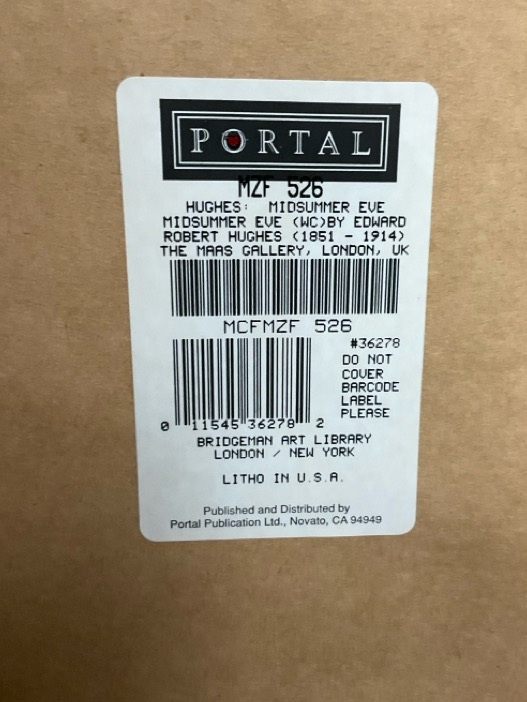 PORTAL
MZF 526
HUGHES: MIDSUMMER EVE
MIDSUMMER EVE (WC)BY EDWARD
ROBERT HUGHES (1851 - 1914)
THE MAAS GALLERY, LONDON, UK
MCFMZF 526
#36278
DO NOT
COVER
BARCODE
LABEL
PLEASE
0 11545 36278 2
BRIDGEMAN ART LIBRARY
LONDON / NEW YORK
LITHO IN U.S.A.
Published and Distributed by
Portal Publication Ltd., Novato, CA 94949